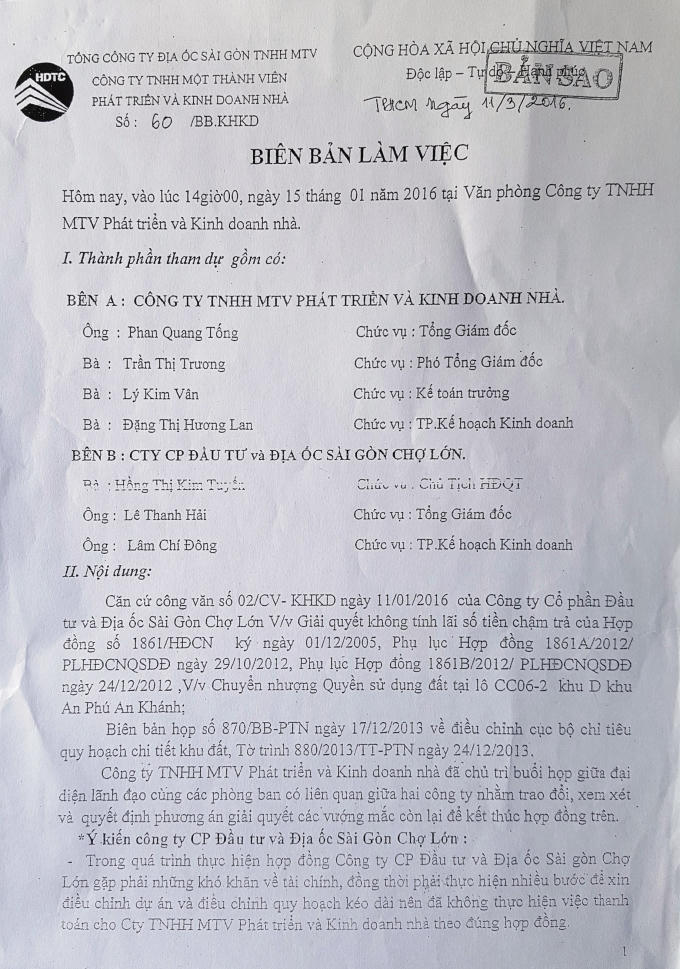 TỔNG CÔNG TY ĐỊA ỐC SÀI GÒN TNHH MTV
CÔNG TY TNHH MỘT THÀNH VIÊN
PHÁT TRIỂN VÀ KINH DOANH NHÀ
Số : 60 /BB.KHKD
HDTC
CỘNG HÒA XÃ HỘI CHỦ NGHĨA VIỆT NAM
Độc lập – Tự do – Hạnh phúc
BẢN SAO
TPHCM ngày 11/3/2016.
BIÊN BẢN LÀM VIỆC
Hôm nay, vào lúc 14giờ00, ngày 15 tháng 01 năm 2016 tại Văn phòng Công ty TNHH
MTV Phát triển và Kinh doanh nhà.
I. Thành phần tham dự gồm có:
BÊN A : CÔNG TY TNHH MTV PHÁT TRIỂN VÀ KINH DOANH NHÀ.
Ông : Phan Quang Tống Chức vụ : Tổng Giám đốc
Bà : Trần Thị Trương Chức vụ : Phó Tổng Giám đốc
Bà : Lý Kim Vân Chức vụ : Kế toán trưởng
Bà : Đặng Thị Hương Lan Chức vụ : TP.Kế hoạch Kinh doanh
BÊN B : CTY CP ĐẦU TƯ và ĐỊA ỐC SÀI GÒN CHỢ LỚN.
Bà : Hồng Thị Kim Tuyến Chức vụ : Chủ Tịch HĐQT
Ông : Lê Thanh Hải Chức vụ : Tổng Giám đốc
Ông : Lâm Chí Đông Chức vụ : TP.Kế hoạch Kinh doanh
II. Nội dung:
Căn cứ công văn số 02/CV- KHKD ngày 11/01/2016 của Công ty Cổ phần Đầu
tư và Địa ốc Sài Gòn Chợ Lớn V/v Giải quyết không tính lãi số tiền chậm trả của Hợp
đồng số 1861/HĐCN ký ngày 01/12/2005, Phụ lục Hợp đồng 1861A/2012/
PLHĐCNQSDĐ ngày 29/10/2012, Phụ lục Hợp đồng 1861B/2012/ PLHĐCNQSDĐ
ngày 24/12/2012 ,V/v Chuyển nhượng Quyền sử dụng đất tại lô CC06-2 khu D khu
An Phú An Khánh;
Biên bản họp số 870/BB-PTN ngày 17/12/2013 về điều chỉnh cục bộ chỉ tiêu
quy hoạch chi tiết khu đất, Tờ trình 880/2013/TT-PTN ngày 24/12/2013.
Công ty TNHH MTV Phát triển và Kinh doanh nhà đã chủ trì buổi họp giữa đại
diện lãnh đạo cùng các phòng ban có liên quan giữa hai công ty nhằm trao đổi, xem xét
và quyết định phương án giải quyết các vướng mắc còn lại để kết thúc hợp đồng trên.
*Ý kiến công ty CP Đầu tư và Địa ốc Sài Gòn Chợ Lớn :
- Trong quá trình thực hiện hợp đồng Công ty CP Đầu tư và Địa ốc Sài gòn Chợ
Lớn gặp phải những khó khăn về tài chính, đồng thời phải thực hiện nhiều bước để xin
điều chỉnh dự án và điều chỉnh quy hoạch kéo dài nên đã không thực hiện việc thanh
toán cho Cty TNHH MTV Phát triển và Kinh doanh nhà theo đúng hợp đồng.
1